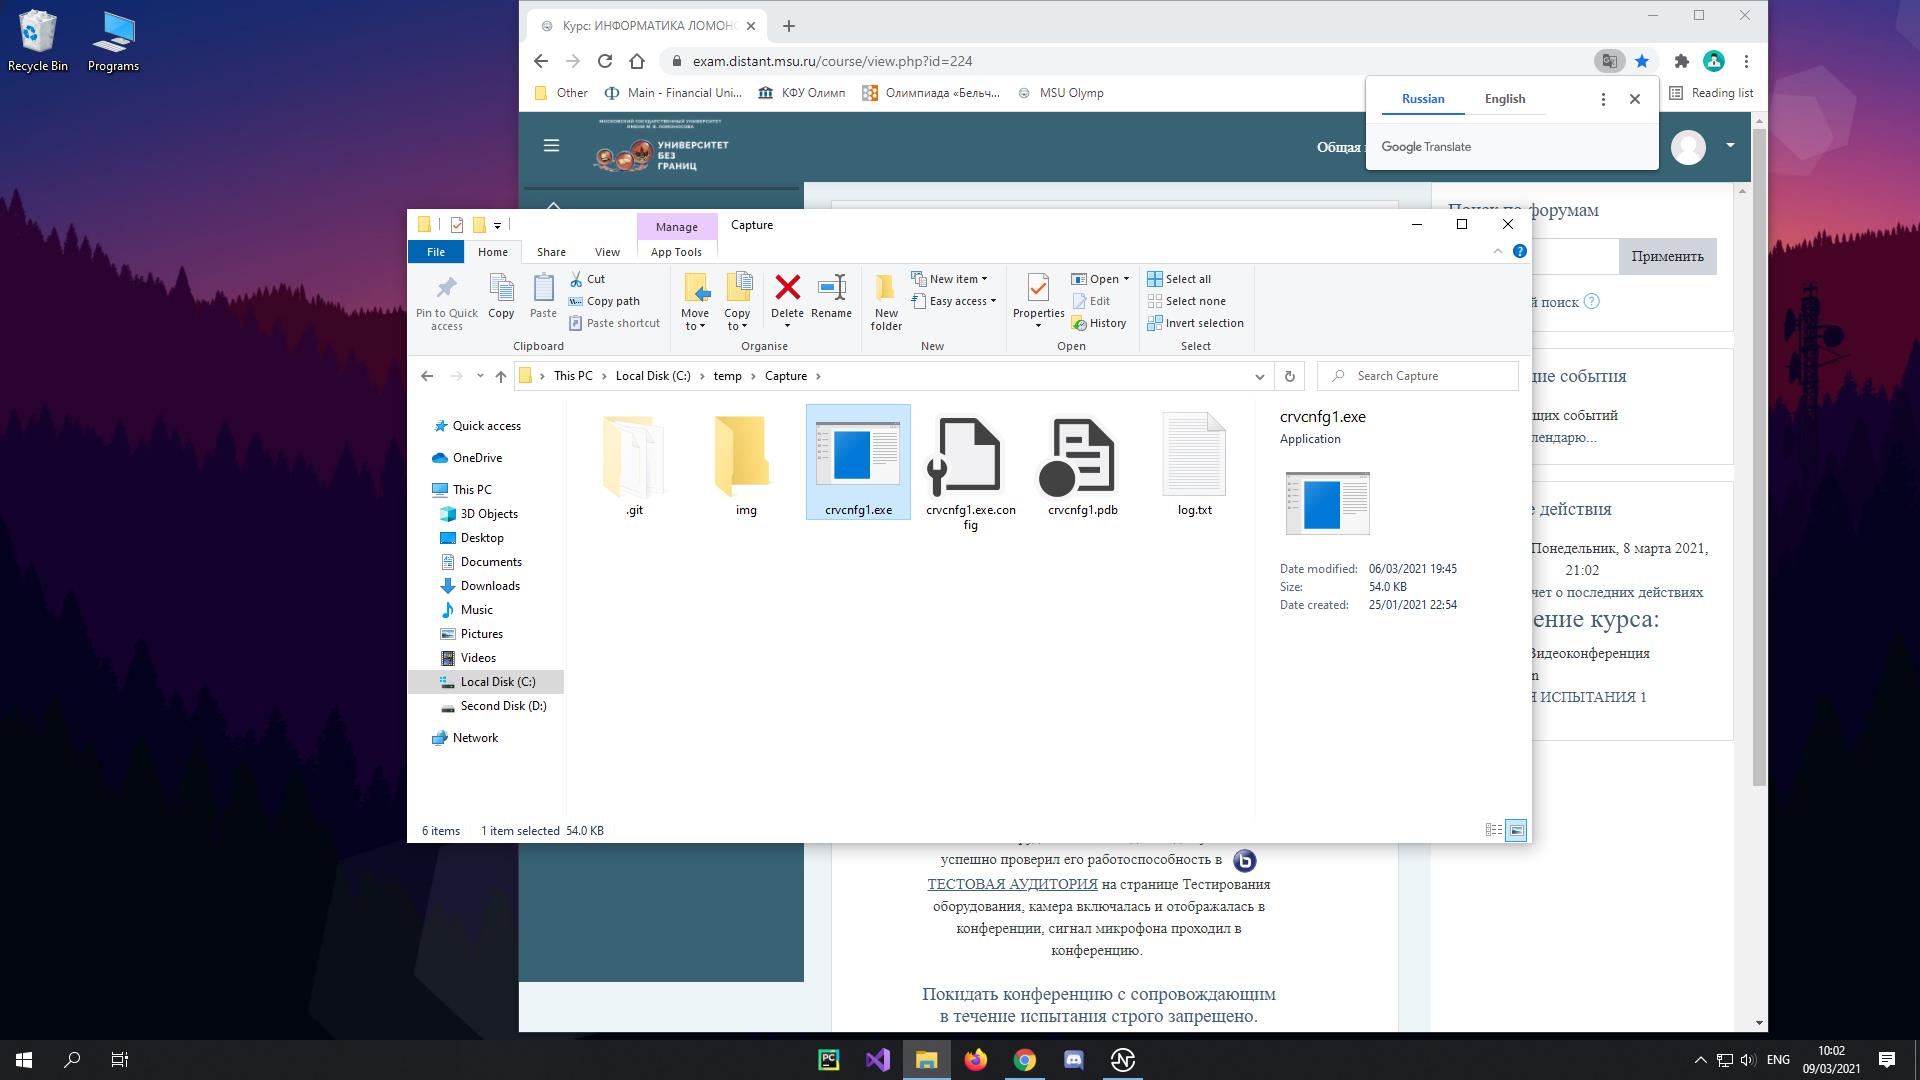 Recycle Bin
Programs
Курс: ИНФОРМАТИКА ЛОМОНО
exam.distant.msu.ru/course/view.php?id=224
Other
Main - Financial Uni...
КФУ Олимп
Олимпиада «Бельч...
MSU Olymp
Reading list
Russian
English
Google Translate
МОСКОВСКИЙ ГОСУДАРСТВЕННЫЙ УНИВЕРСИТЕТ
ИМЕНИ М. В. ЛОМОНОСОВА
УНИВЕРСИТЕТ
БЕЗ
ГРАНИЦ
Общая
Поиск по форумам
Применить
й поиск
ие события
щих событий
лендарю...
е действия
Понедельник, 8 марта 2021,
21:02
чет о последних действиях
ение курса:
Видеоконференция
n
Я ИСПЫТАНИЯ 1
Manage
Capture
File
Home
Share
View
App Tools
Pin to Quick access
Copy
Paste
Cut
Copy path
Paste shortcut
Clipboard
Move to
Copy to
Delete
Rename
Organise
New folder
New item
Easy access
New
Properties
Open
Edit
History
Open
Select all
Select none
Invert selection
Select
This PC
Local Disk (C:)
temp
Capture
Search Capture
Quick access
OneDrive
This PC
3D Objects
Desktop
Documents
Downloads
Music
Pictures
Videos
Local Disk (C:)
Second Disk (D:)
Network
.git
img
crvcnfg1.exe
crvcnfg1.exe.con
fig
crvcnfg1.pdb
log.txt
crvcnfg1.exe
Application
Date modified: 06/03/2021 19:45
Size: 54.0 KB
Date created: 25/01/2021 22:54
6 items
1 item selected 54.0 KB
успешно проверил его работоспособность в
ТЕСТОВАЯ АУДИТОРИЯ на странице Тестирования
оборудования, камера включалась и отображалась в
конференции, сигнал микрофона проходил в
конференцию.
Покидать конференцию с сопровождающим
в течение испытания строго запрещено.
PC
ENG
10:02
09/03/2021